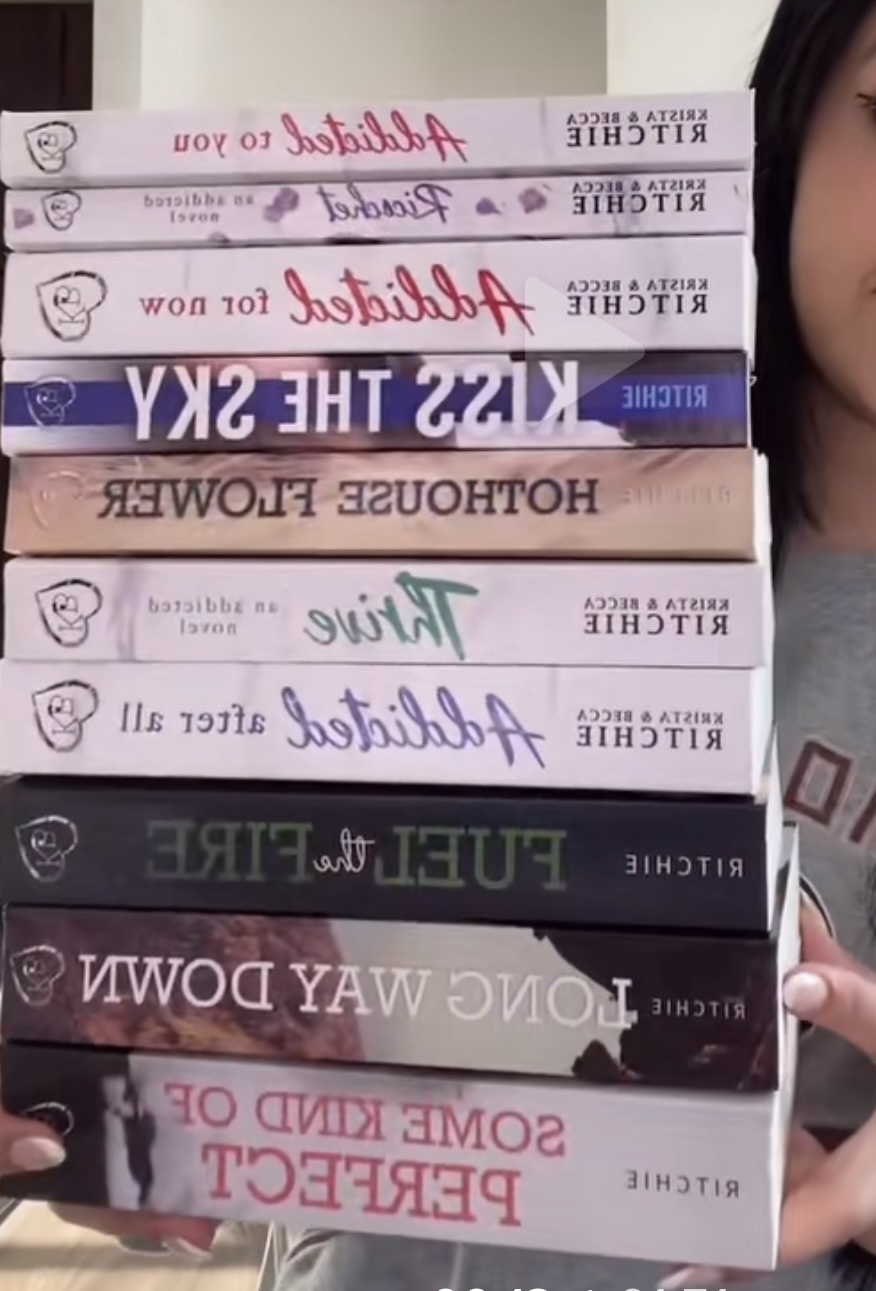 KRISTA & BECCA
RITCHIE
Addicted to you
KRISTA & BECCA
RITCHIE
Ricochet
an addicted
novel
KRISTA & BECCA
RITCHIE
Addicted for now
RITCHIE
KISS THE SKY
RITCHIE
HOTHOUSE FLOWER
KRISTA & BECCA
RITCHIE
Thrive
an addicted
novel
KRISTA & BECCA
RITCHIE
Addicted after all
RITCHIE
FUEL the FIRE
RITCHIE
LONG WAY DOWN
RITCHIE
SOME KIND OF
PERFECT